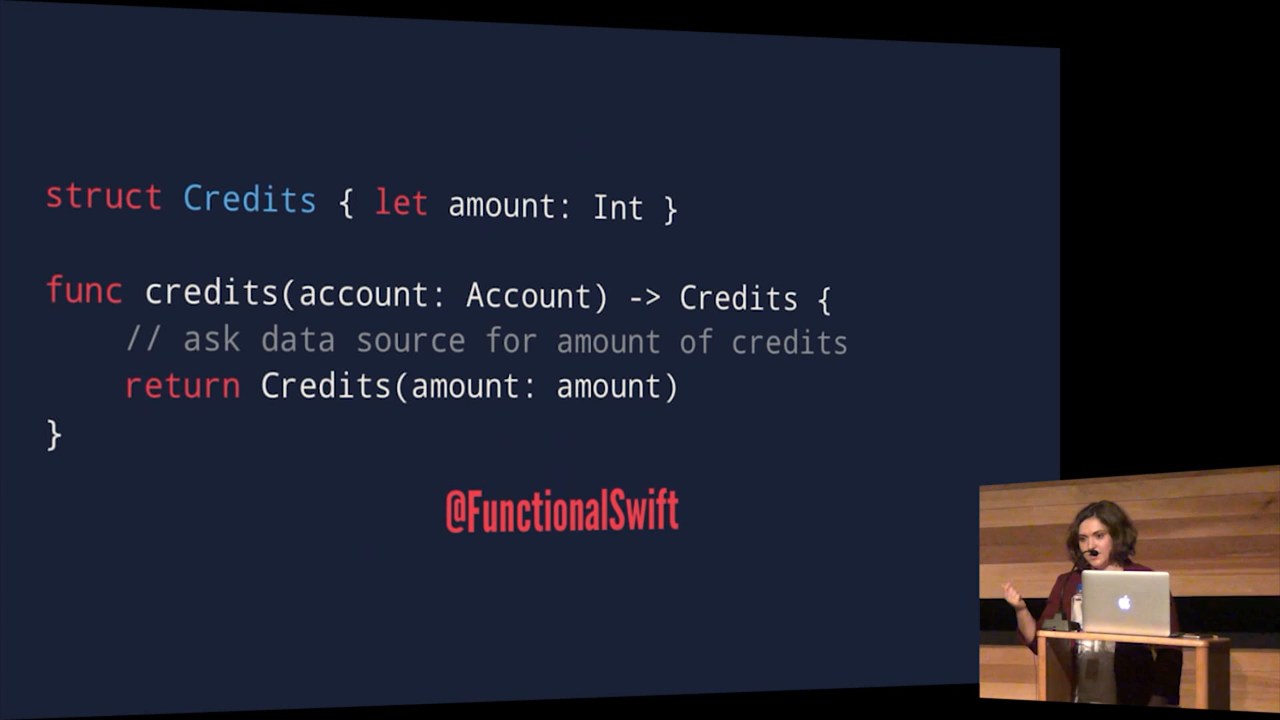 struct Credits { let amount: Int }
func credits(account: Account) -> Credits {
// ask data source for amount of credits
return Credits(amount: amount)
}
@FunctionalSwift